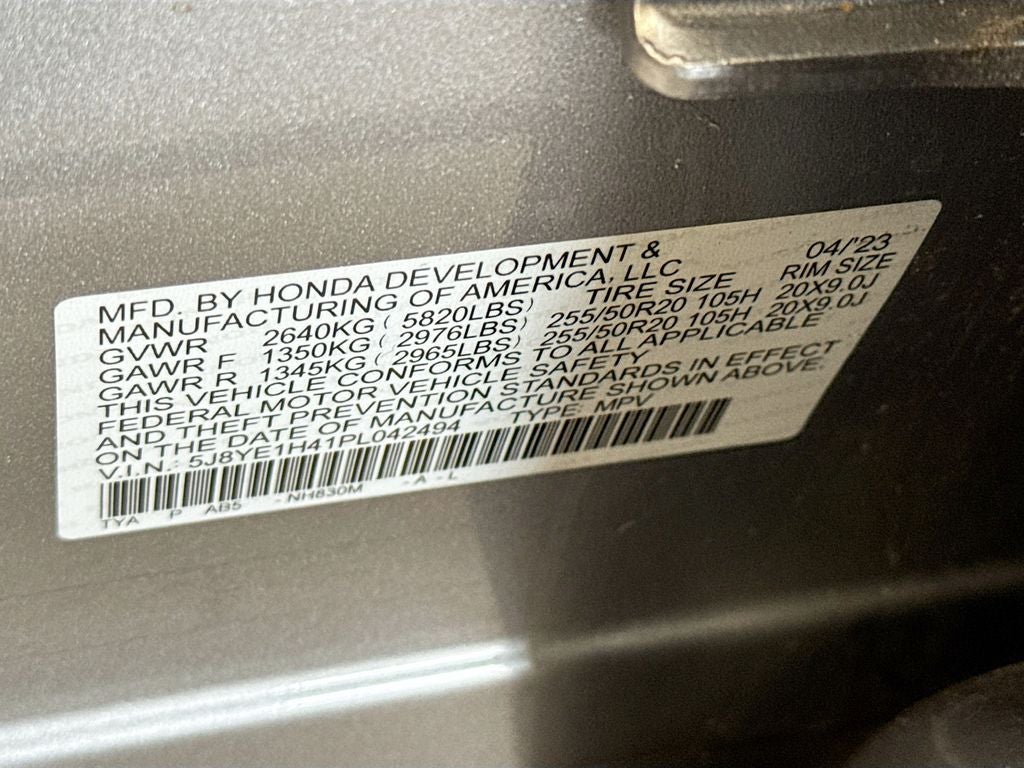 MFD. BY HONDA DEVELOPMENT & 04/'23
MANUFACTURING OF AMERICA, LLC
GVWR 2640KG ( 5820LBS) TIRE SIZE RIM SIZE
GAWR F 1350KG ( 2976LBS) 255/50R20 105H 20X9.0J
GAWR R 1345KG ( 2965LBS) 255/50R20 105H 20X9.0J
THIS VEHICLE CONFORMS TO ALL APPLICABLE
FEDERAL MOTOR VEHICLE SAFETY
AND THEFT PREVENTION STANDARDS IN EFFECT
ON THE DATE OF MANUFACTURE SHOWN ABOVE.
V.I.N.: 5J8YE1H41PL042494 TYPE: MPV
TYA P AB5 -NH830M -A -L